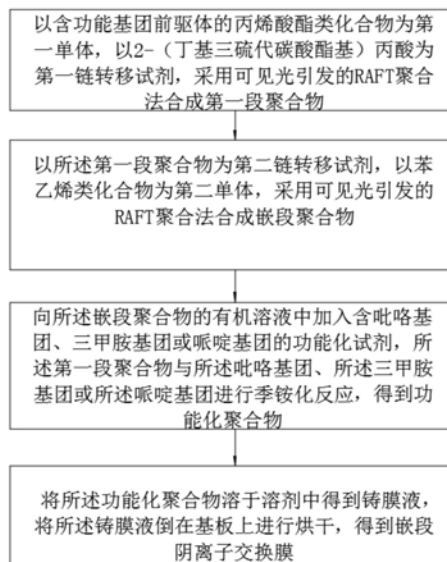 以含功能基团前驱体的丙烯酸酯类化合物为第
一单体，以2-（丁基三硫代碳酸酯基）丙酸为
第一链转移试剂，采用可见光引发的RAFT聚合
法合成第一段聚合物
以所述第一段聚合物为第二链转移试剂，以苯
乙烯类化合物为第二单体，采用可见光引发的
RAFT聚合法合成嵌段聚合物
向所述嵌段聚合物的有机溶液中加入含吡咯基
团、三甲胺基团或哌啶基团的功能化试剂，所
述第一段聚合物与所述吡咯基团、所述三甲胺
基团或所述哌啶基团进行季铵化反应，得到功
能化聚合物
将所述功能化聚合物溶于溶剂中得到铸膜液，
将所述铸膜液倒在基板上进行烘干，得到嵌段
阴离子交换膜